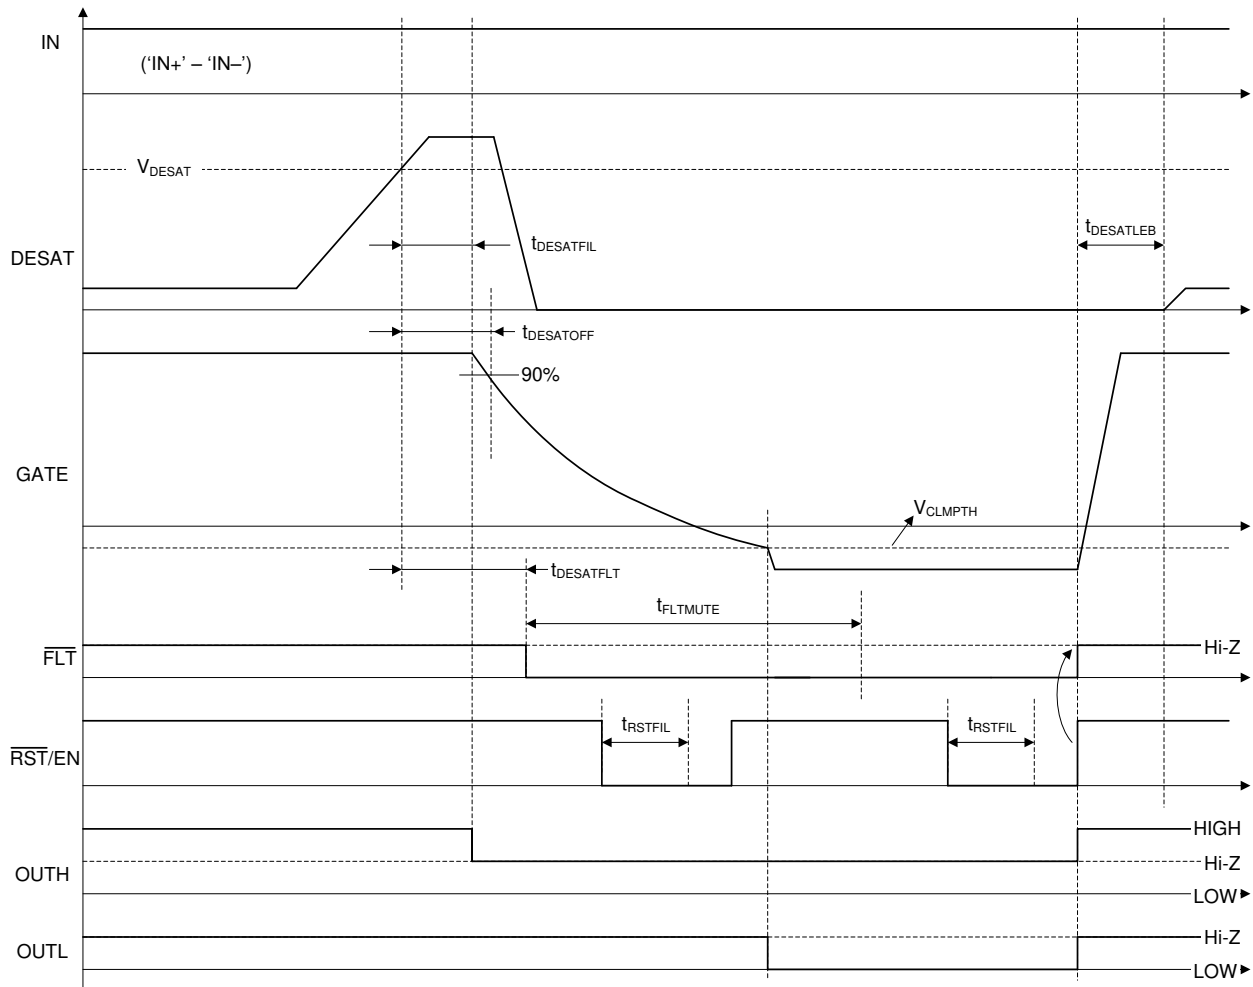 IN
(‘IN+’ – ‘IN–’)
VDESAT
tDESATLEB
tDESATFIL
DESAT
tDESATOFF
90%
GATE
VCLMPTH
tDESATFLT
tFLTMUTE
FLT
Hi-Z
tRSTFIL
tRSTFIL
RST/EN
HIGH
Hi-Z
OUTH
LOW
Hi-Z
OUTL
LOW